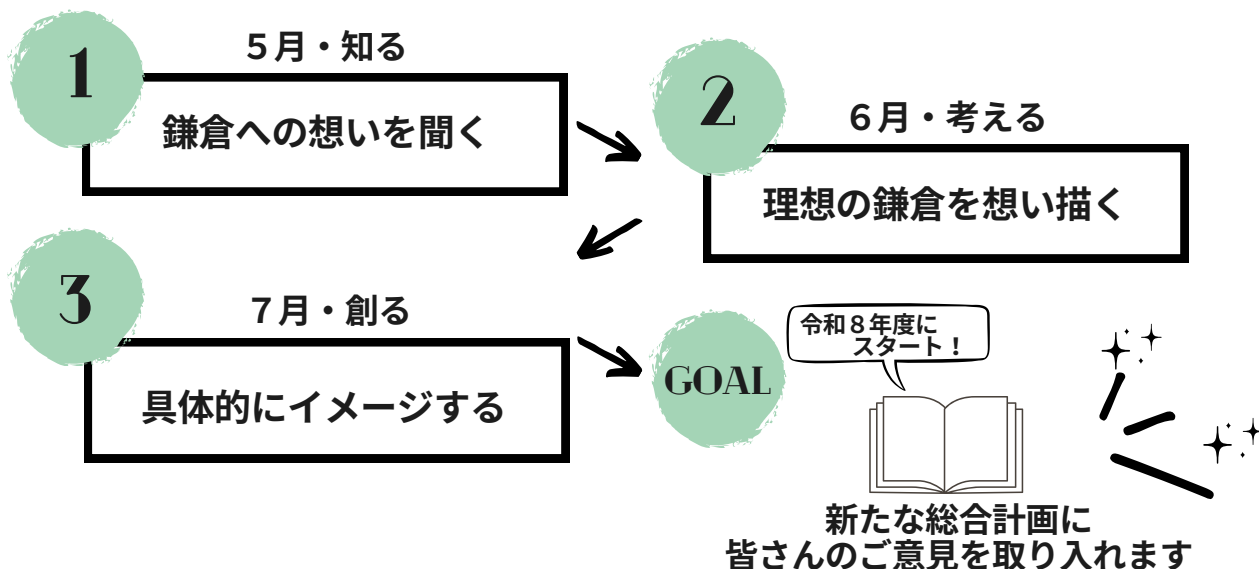 1
５月・知る
鎌倉への想いを聞く
2
６月・考える
理想の鎌倉を想い描く
3
７月・創る
具体的にイメージする
GOAL
令和８年度に
スタート！
新たな総合計画に
皆さんのご意見を取り入れます